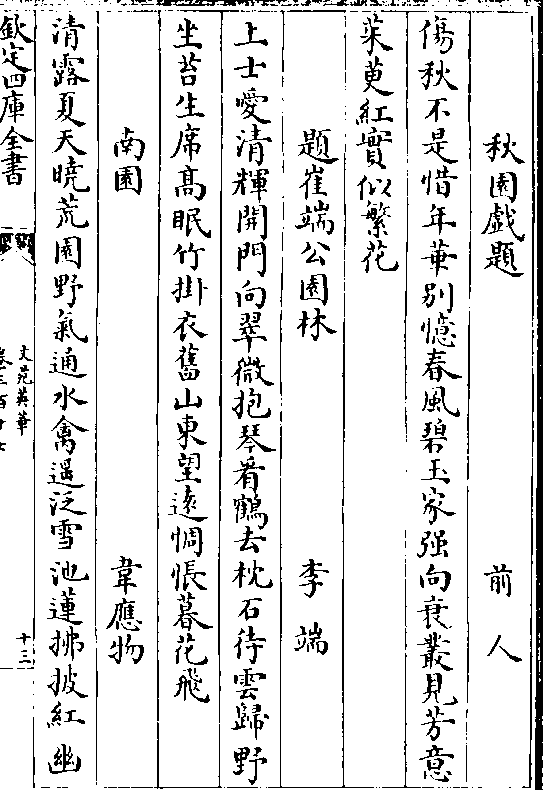 秋園戲題　前人
傷秋不是惜年華別憶春風碧玉家强向衰叢見芳意
茱萸紅實似繁花
題崔端公園林　李端
上士愛清輝開門向翠微抱琴看鶴去枕石待雲歸野
坐苔生席髙眠竹掛衣舊山東望遠惆悵暮花飛
南園　韋應物
清露夏天曉荒園野氣通水禽遥泛雪池蓮拂披紅幽
欽定四庫全書
文苑英華
十三